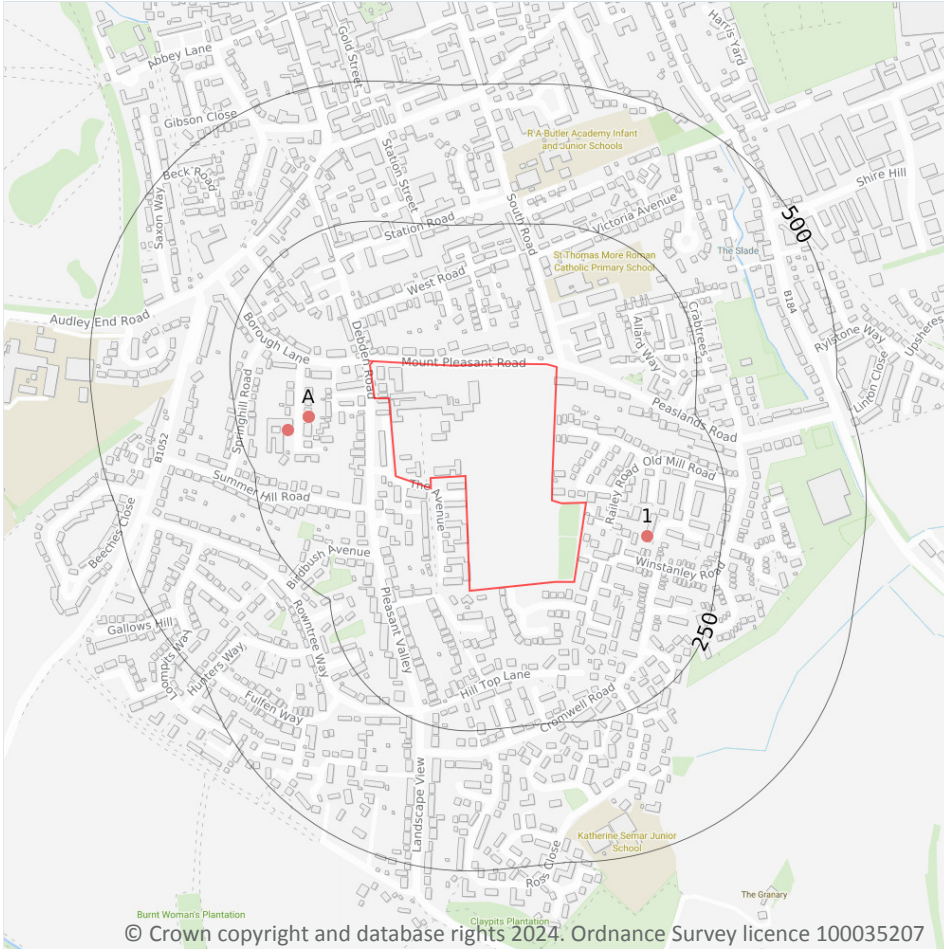 Harris Yard
Gold Street
Abbey Lane
Gibson Close
R A Butler Academy Infant
and Junior Schools
Station Street
Beck Road
Shire Hill
Saxon Way
South Road
Victoria Avenue
500
Station Road
The Slade
St Thomas More Roman
Catholic Primary School
West Road
B184
Audley End Road
Borough Lane
Debden Road
Allard Way
Crabtrees
Rylstone Way
Mount Pleasant Road
Linton Close
Springhill Road
A
Peaslands Road
B1052
Old Mill Road
Summer Hill Road
The Avenue
Railey Road
1
Beeches Close
Birdbush Avenue
Winstanley Road
Rowntree Way
Pleasant Valley
250
Gallows Hill
Loompits Way
Hunters Way
Fulfen Way
Hill Top Lane
Cromwell Road
Landscape View
Katherine Semar Junior
School
Ross Close
The Granary
Burnt Woman's Plantation
Claypits Plantation
© Crown copyright and database rights 2024. Ordnance Survey licence 100035207